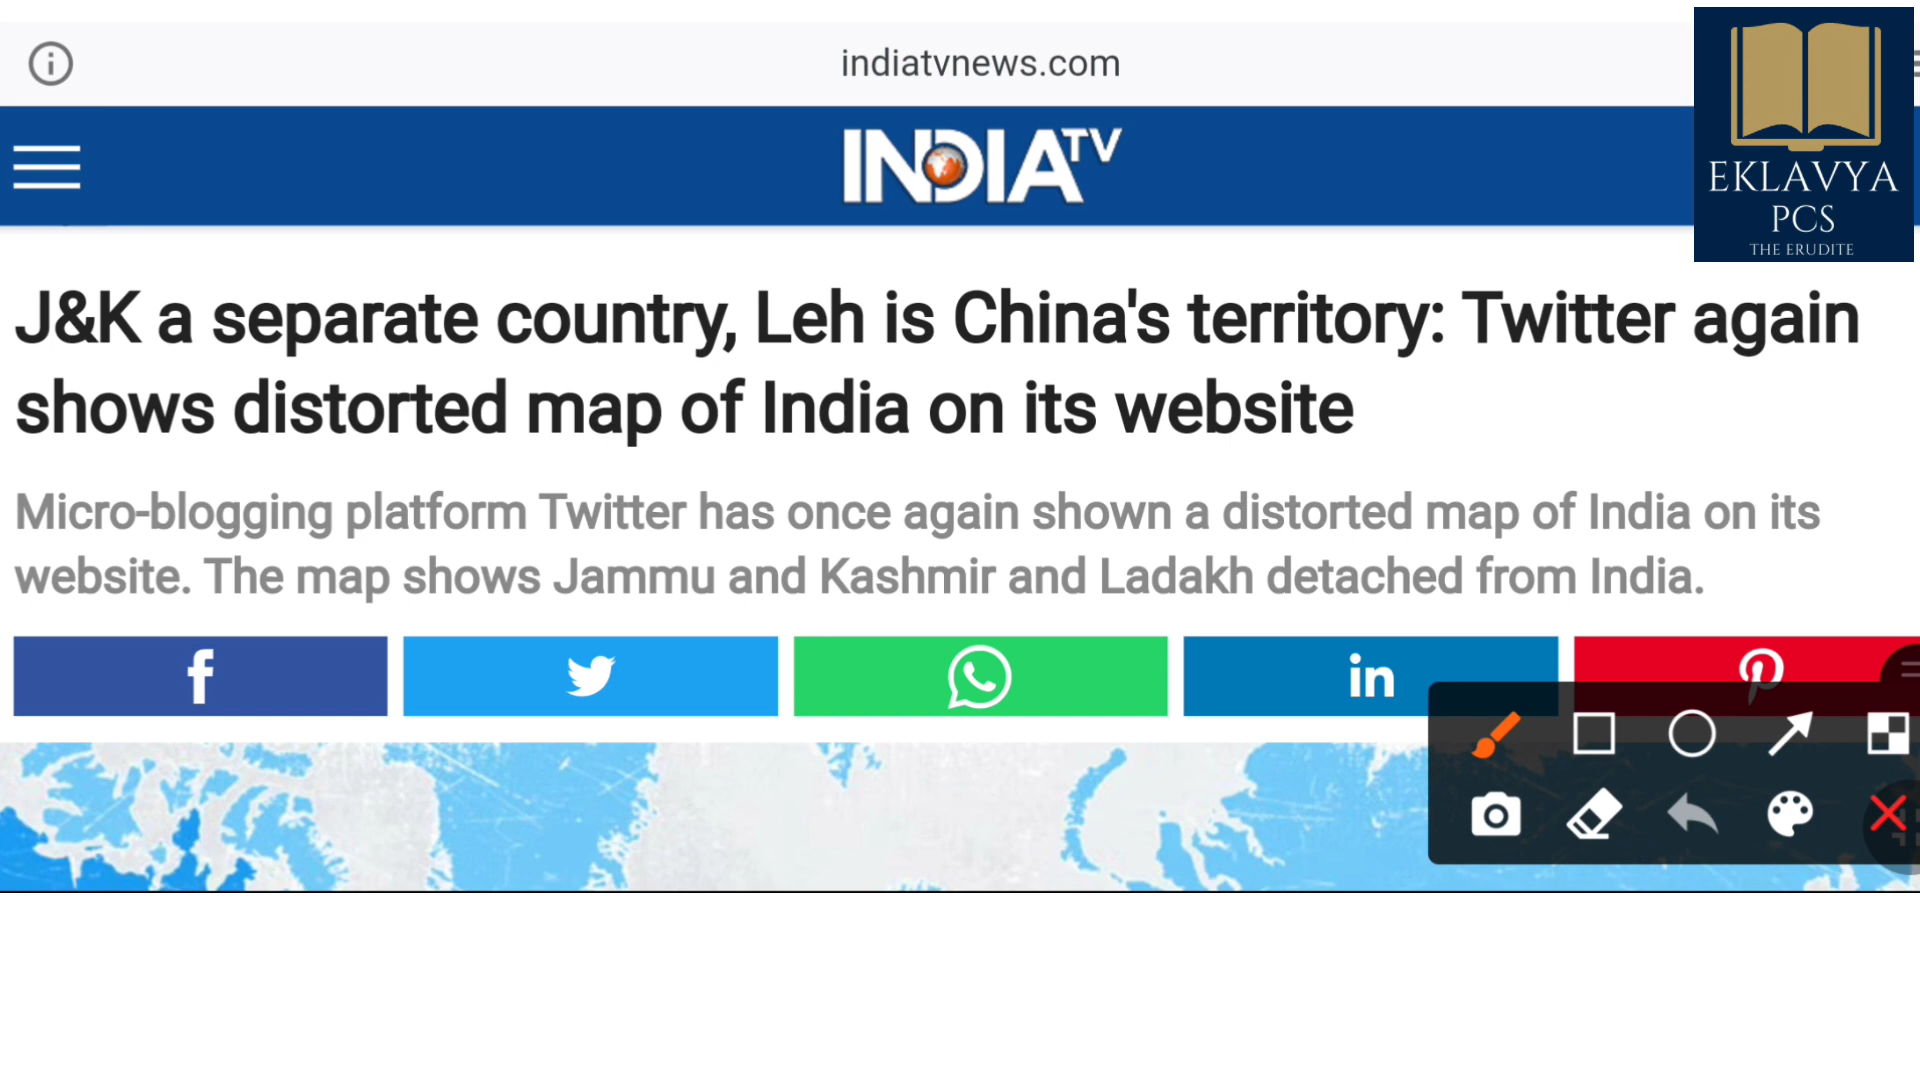 indiatvnews.com
INDIA TV
EKLAVYA
PCS
THE ERUDITE
J&K a separate country, Leh is China's territory: Twitter again
shows distorted map of India on its website
Micro-blogging platform Twitter has once again shown a distorted map of India on its
website. The map shows Jammu and Kashmir and Ladakh detached from India.